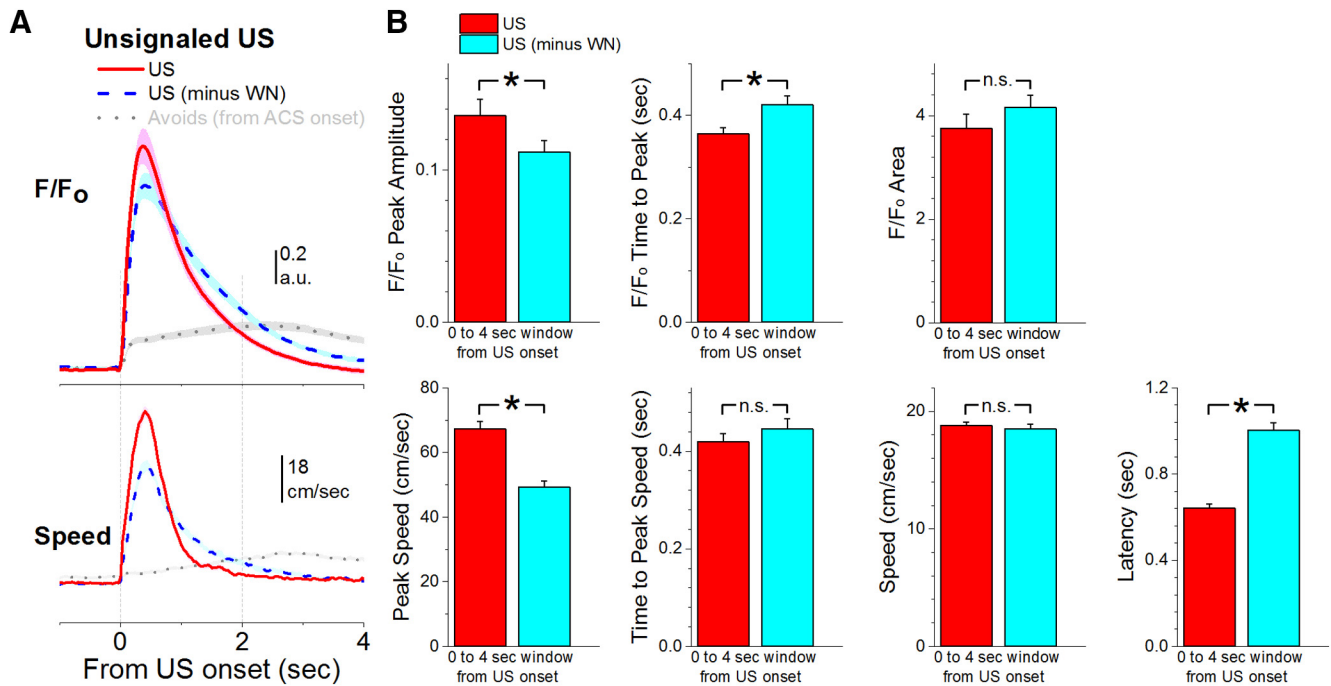 A
Unsignaled US
US
US (minus WN)
Avoids (from ACS onset)
F/Fo
0.2
a.u.
18
cm/sec
Speed
0 2 4
From US onset (sec)
B
US
US (minus WN)
F/Fo Peak Amplitude
0.1
0.0
*
0 to 4 sec window
from US onset
F/Fo Time to Peak (sec)
0.4
0.2
0.0
*
0 to 4 sec window
from US onset
F/Fo Area
4
2
0
n.s.
0 to 4 sec window
from US onset
Peak Speed (cm/sec)
80
60
40
20
0
*
0 to 4 sec window
from US onset
Time to Peak Speed (sec)
0.4
0.2
0.0
n.s.
0 to 4 sec window
from US onset
Speed (cm/sec)
20
10
0
n.s.
0 to 4 sec window
from US onset
Latency (sec)
1.2
0.8
0.4
0.0
*
0 to 4 sec window
from US onset